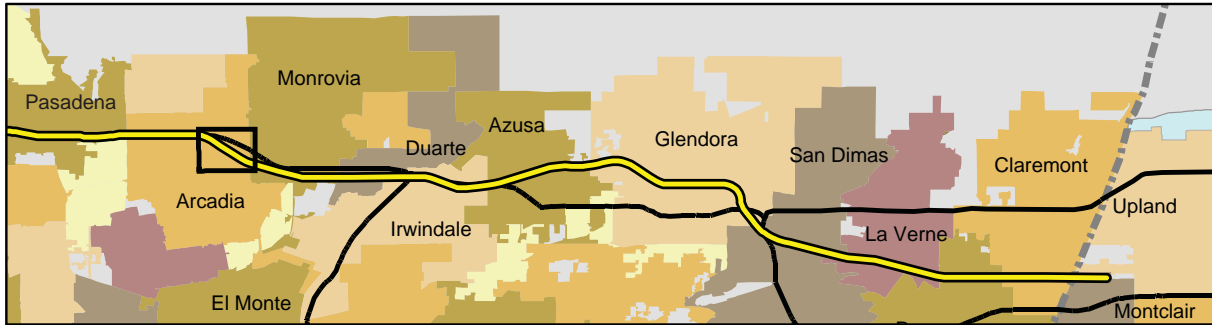 Monrovia
Pasadena
Azusa
Glendora
Duarte
San Dimas
Claremont
Arcadia
Upland
Irwindale
La Verne
El Monte
Montclair